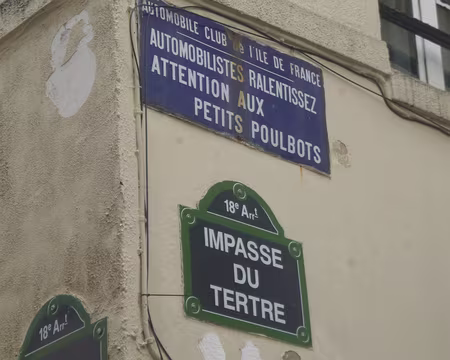 AUTOMOBILE CLUB de l'ILE DE FRANCE
AUTOMOBILISTES RALENTISSEZ
ATTENTION AUX
PETITS POULBOTS
18e Arrt
IMPASSE
DU
TERTRE
18e Arrt